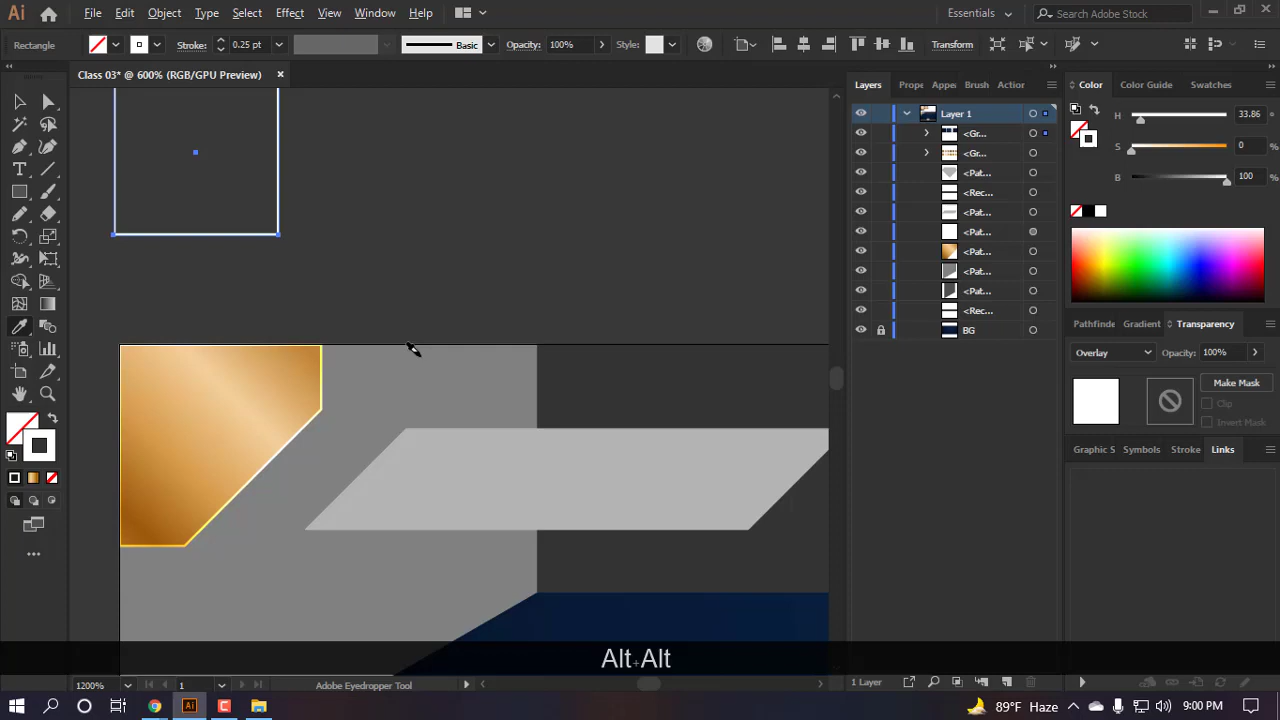 Ai File Edit Object Type Select Effect View Window Help Essentials Search Adobe Stock
Rectangle Stroke: 0.25 pt Basic Opacity: 100% Style: Transform
Class 03* @ 600% (RGB/GPU Preview) ×
Layers Prope Appea Brush Action
Color Color Guide Swatches
Layer 1
<Gr...
<Gr...
<Pat...
<Rec...
<Pat...
<Pat...
<Pat...
<Pat...
<Pat...
<Rec...
BG
H 33.86 °
S 0 %
B 100 %
Pathfinde Gradient Transparency
Overlay Opacity: 100%
Make Mask
Clip
Invert Mask
Graphic S Symbols Stroke Links
Alt+Alt
1200% 1 Adobe Eyedropper Tool
1 Layer
Ai 89°F Haze 9:00 PM